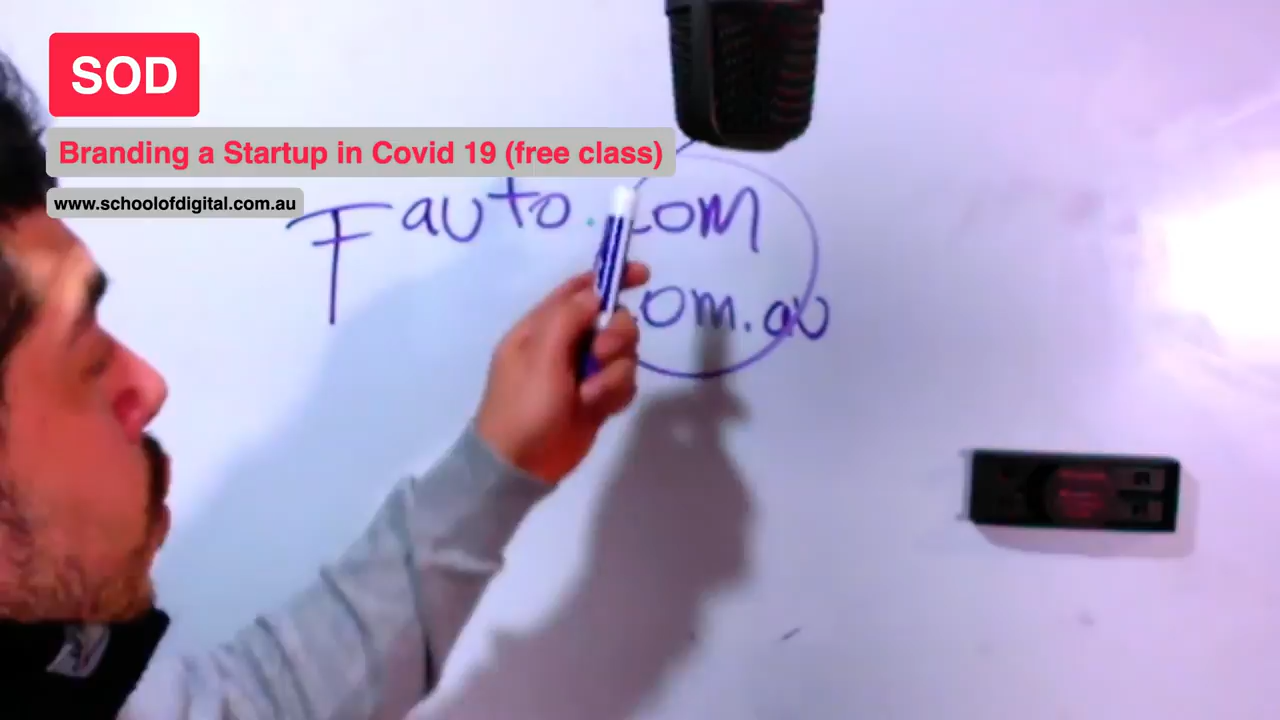 SOD
Branding a Startup in Covid 19 (free class)
www.schoolofdigital.com.au
Fauto.com
.com.au